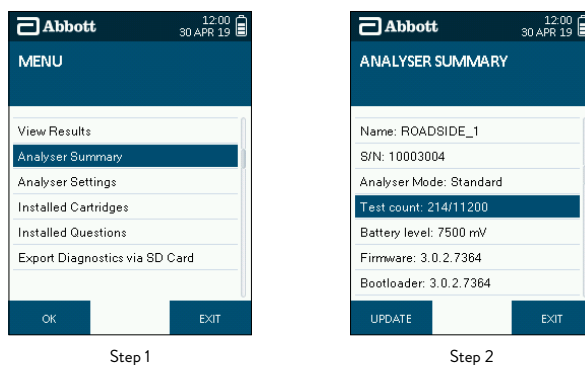 Abbott
12:00
30 APR 19
MENU
View Results
Analyser Summary
Analyser Settings
Installed Cartridges
Installed Questions
Export Diagnostics via SD Card
OK
EXIT
Step 1
Abbott
12:00
30 APR 19
ANALYSER SUMMARY
Name: ROADSIDE_1
S/N: 10003004
Analyser Mode: Standard
Test count: 214/11200
Battery level: 7500 mV
Firmware: 3.0.2.7364
Bootloader: 3.0.2.7364
UPDATE
EXIT
Step 2